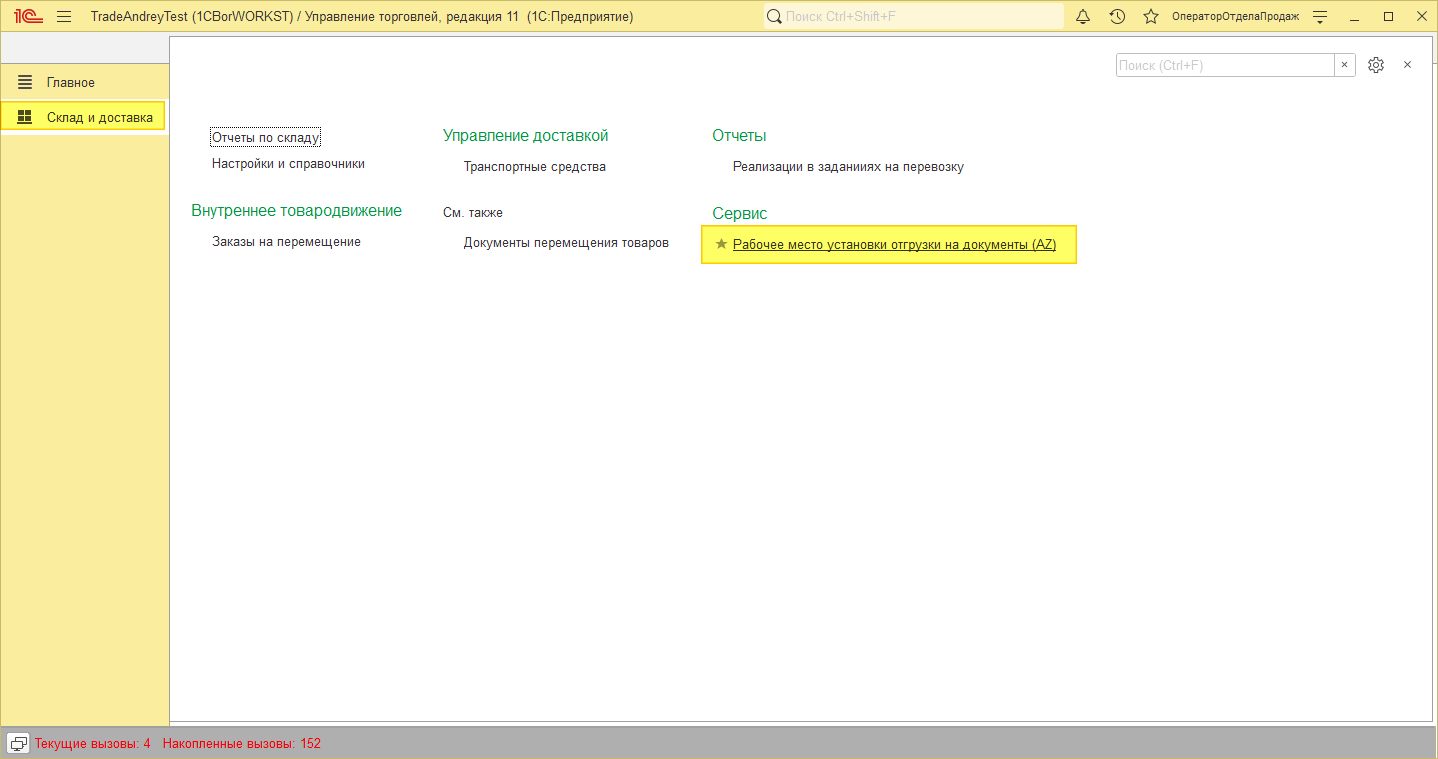 1С TradeAndreyTest (1CBorWORKST) / Управление торговлей, редакция 11 (1С:Предприятие) Поиск Ctrl+Shift+F ОператорОтделаПродаж
Поиск (Ctrl+F)
Главное
Склад и доставка
Отчеты по складу
Настройки и справочники
Внутреннее товародвижение
Заказы на перемещение
Управление доставкой
Транспортные средства
См. также
Документы перемещения товаров
Отчеты
Реализации в заданииях на перевозку
Сервис
Рабочее место установки отгрузки на документы (AZ)
Текущие вызовы: 4 Накопленные вызовы: 152